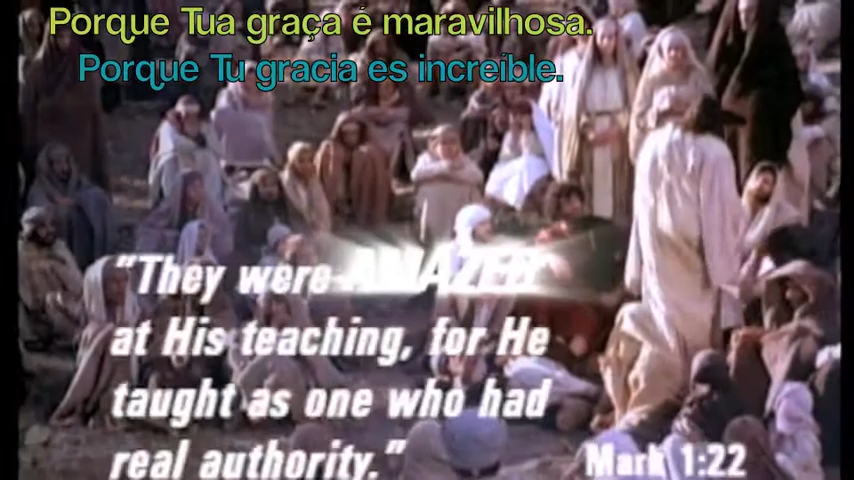 Porque Tua graça é maravilhosa.
Porque Tu gracia es increíble.
"They were AMAZED
at His teaching, for He
taught as one who had
real authority."
Mark 1:22